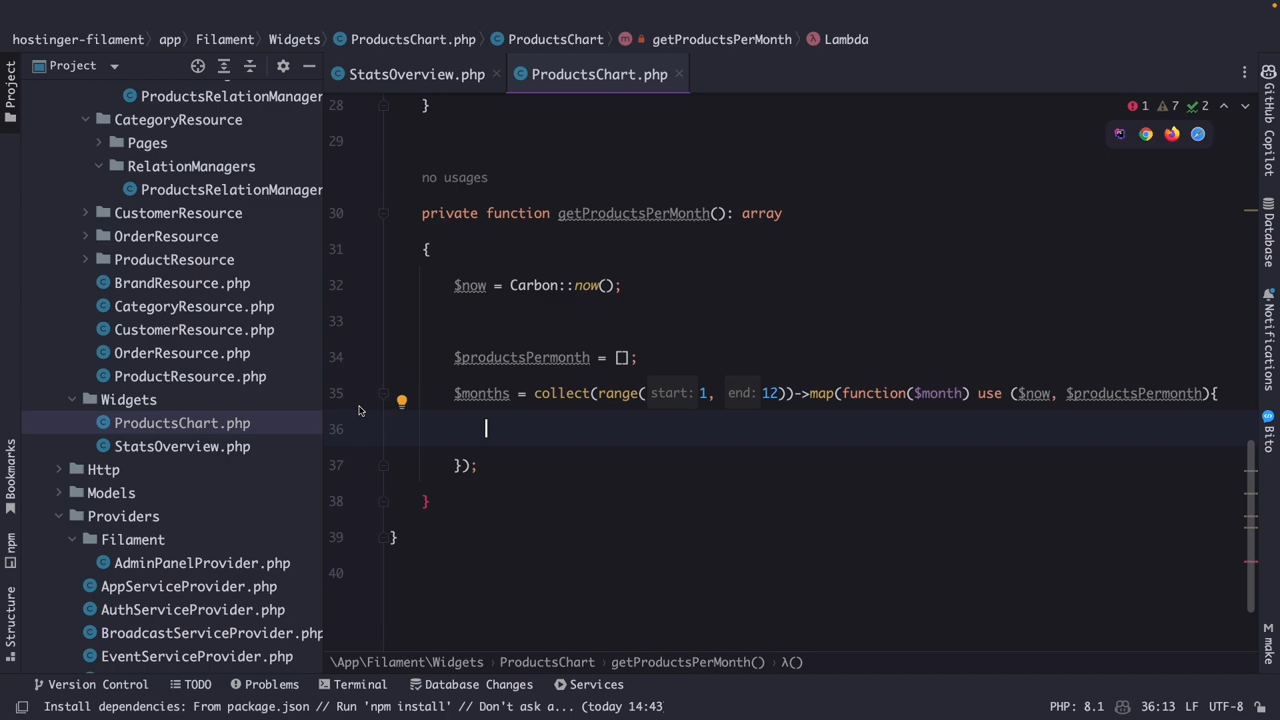 hostinger-filament app Filament Widgets ProductsChart.php ProductsChart getProductsPerMonth Lambda
Project
StatsOverview.php
ProductsChart.php
Project
ProductsRelationManager
CategoryResource
Pages
RelationManagers
ProductsRelationManager
CustomerResource
OrderResource
ProductResource
BrandResource.php
CategoryResource.php
CustomerResource.php
OrderResource.php
ProductResource.php
Widgets
ProductsChart.php
StatsOverview.php
Http
Models
Providers
Filament
AdminPanelProvider.php
AppServiceProvider.php
AuthServiceProvider.php
BroadcastServiceProvider.php
EventServiceProvider.php
Bookmarks
npm
Structure
1 7 2
28 }
29
no usages
30 private function getProductsPerMonth(): array
31 {
32 $now = Carbon::now();
33
34 $productsPermonth = [];
35 $months = collect(range( start: 1, end: 12))->map(function($month) use ($now, $productsPermonth){
36
37 });
38 }
39 }
40
GitHub Copilot
Database
Notifications
Bito
make
\App\Filament\Widgets ProductsChart getProductsPerMonth() λ()
Version Control TODO Problems Terminal Database Changes Services
Install dependencies: From package.json // Run 'npm install' // Don't ask a... (today 14:43) PHP: 8.1 36:13 LF UTF-8